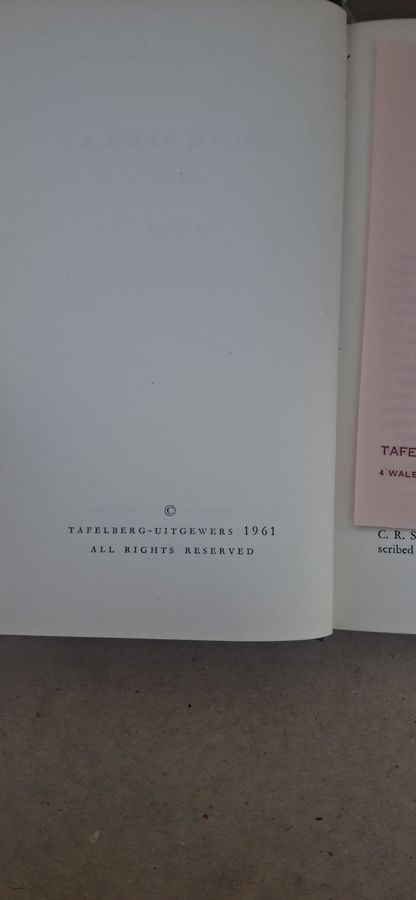 ©
TAFELBERG-UITGEWERS 1961
ALL RIGHTS RESERVED
TAFE
4 WALE
C. R. S
scribed